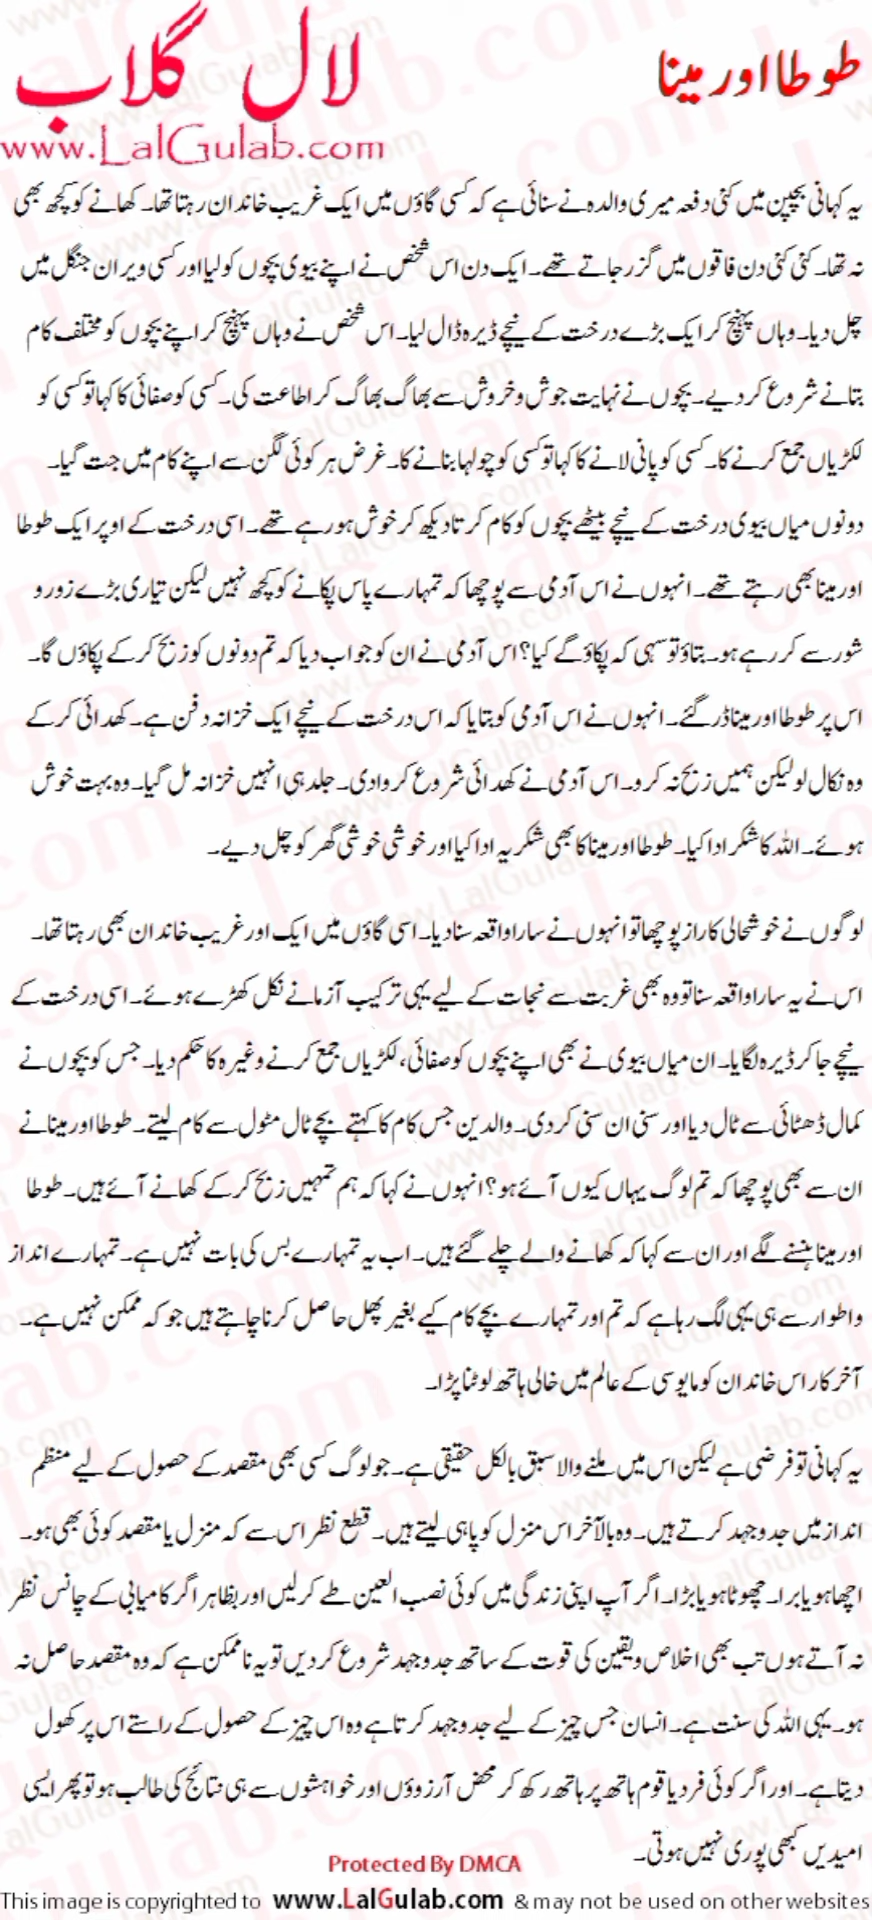 طوطا اور مینا
لال گلاب
www.LalGulab.com
یہ کہانی بچپن میں کئی دفعہ میری والدہ نے سنائی ہے کہ کسی گاؤں میں ایک غریب خاندان رہتا تھا۔ کھانے کو کچھ بھی
نہ تھا۔ کئی کئی دن فاقوں میں گزر جاتے تھے۔ ایک دن اس شخص نے اپنے بیوی بچوں کو لیا اور کسی ویران جنگل میں
چل دیا۔ وہاں پہنچ کر ایک بڑے درخت کے نیچے ڈیرہ ڈال لیا۔ اس شخص نے وہاں پہنچ کر اپنے بچوں کو مختلف کام
بتانے شروع کر دیے۔ بچوں نے نہایت جوش و خروش سے بھاگ بھاگ کر اطاعت کی۔ کسی کو صفائی کا کہا تو کسی کو
لکڑیاں جمع کرنے کا۔ کسی کو پانی لانے کا کہا تو کسی کو چولہا بنانے کا۔ غرض ہر کوئی لگن سے اپنے کام میں جت گیا۔
دونوں میاں بیوی درخت کے نیچے بیٹھے بچوں کو کام کرتا دیکھ کر خوش ہو رہے تھے۔ اسی درخت کے اوپر ایک طوطا
اور مینا بھی رہتے تھے۔ انہوں نے اس آدمی سے پوچھا کہ تمہارے پاس پکانے کو کچھ نہیں لیکن تیاری بڑے زور و
شور سے کر رہے ہو۔ بتاؤ تو سہی کہ پکاؤ گے کیا؟ اس آدمی نے ان کو جواب دیا کہ تم دونوں کو زبح کر کے پکاؤں گا۔
اس پر طوطا اور مینا ڈر گئے۔ انہوں نے اس آدمی کو بتایا کہ اس درخت کے نیچے ایک خزانہ دفن ہے۔ کھدائی کر کے
وہ نکال لو لیکن ہمیں زبح نہ کرو۔ اس آدمی نے کھدائی شروع کروا دی۔ جلد ہی انہیں خزانہ مل گیا۔ وہ بہت خوش
ہوئے۔ اللہ کا شکر ادا کیا۔ طوطا اور مینا کا بھی شکریہ ادا کیا اور خوشی خوشی گھر کو چل دیے۔
لوگوں نے خوشحالی کا راز پوچھا تو انہوں نے سارا واقعہ سنا دیا۔ اسی گاؤں میں ایک اور غریب خاندان بھی رہتا تھا۔
اس نے یہ سارا واقعہ سنا تو وہ بھی غربت سے نجات کے لیے یہی ترکیب آزمانے نکل کھڑے ہوئے۔ اسی درخت کے
نیچے جا کر ڈیرہ لگایا۔ ان میاں بیوی نے بھی اپنے بچوں کو صفائی، لکڑیاں جمع کرنے وغیرہ کا حکم دیا۔ جس کو بچوں نے
کمال ڈھٹائی سے ٹال دیا اور سنی ان سنی کر دی۔ والدین جس کام کا کہتے بچے ٹال مٹول سے کام لیتے۔ طوطا اور مینا نے
ان سے بھی پوچھا کہ تم لوگ یہاں کیوں آئے ہو؟ انہوں نے کہا کہ ہم تمہیں زبح کر کے کھانے آئے ہیں۔ طوطا
اور مینا ہنسنے لگے اور ان سے کہا کہ کھانے والے چلے گئے ہیں۔ اب یہ تمہارے بس کی بات نہیں ہے۔ تمہارے انداز
واطوار سے ہی یہی لگ رہا ہے کہ تم اور تمہارے بچے کام کیے بغیر پھل حاصل کرنا چاہتے ہیں جو کہ ممکن نہیں ہے۔
آخر کار اس خاندان کو مایوسی کے عالم میں خالی ہاتھ لوٹنا پڑا۔
یہ کہانی تو فرضی ہے لیکن اس میں ملنے والا سبق بالکل حقیقی ہے۔ جو لوگ کسی بھی مقصد کے حصول کے لیے منظم
انداز میں جدوجہد کرتے ہیں۔ وہ بالآخر اس منزل کو پا ہی لیتے ہیں۔ قطع نظر اس سے کہ منزل یا مقصد کوئی بھی ہو۔
اچھا ہو یا برا۔ چھوٹا ہو یا بڑا۔ اگر آپ اپنی زندگی میں کوئی نصب العین طے کر لیں اور بظاہر اگر کامیابی کے چانس نظر
نہ آتے ہوں تب بھی اخلاص و یقین کی قوت کے ساتھ جدوجہد شروع کر دیں تو یہ ناممکن ہے کہ وہ مقصد حاصل نہ
ہو۔ یہی اللہ کی سنت ہے۔ انسان جس چیز کے لیے جدوجہد کرتا ہے وہ اس چیز کے حصول کے راستے اس پر کھول
دیتا ہے۔ اور اگر کوئی فرد یا قوم ہاتھ پر ہاتھ رکھ کر محض آرزوؤں اور خواہشوں سے ہی نتائج کی طالب ہو تو پھر ایسی
امیدیں کبھی پوری نہیں ہوتی۔
Protected By DMCA
This image is copyrighted to www.LalGulab.com & may not be used on other websites